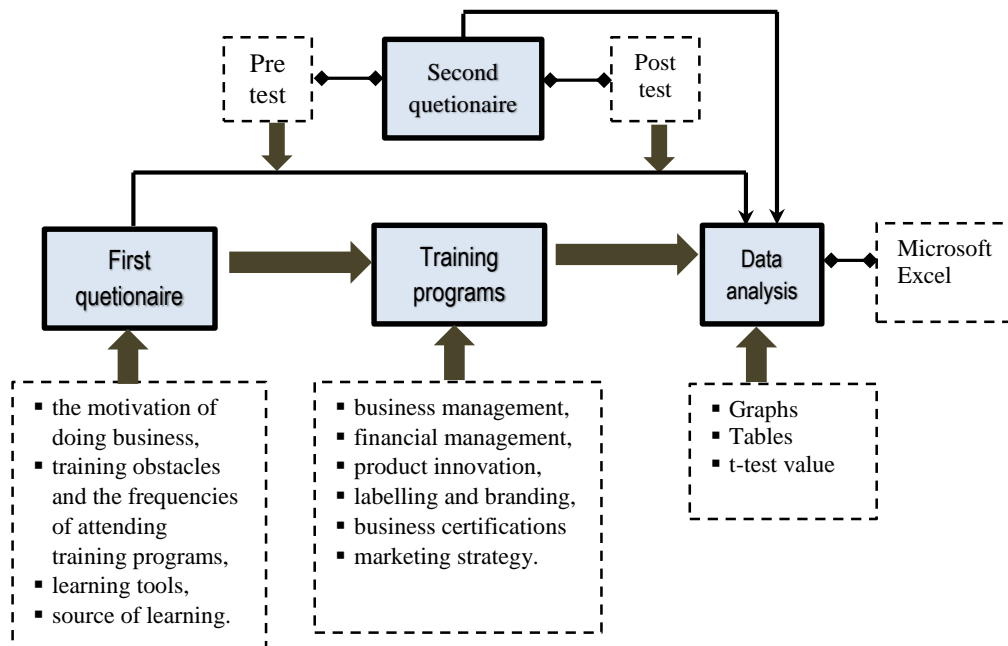 Pre
test
Second
quetionaire
Post
test
First
quetionaire
Training
programs
Data
analysis
Microsoft
Excel
▪ the motivation of
doing business,
▪ training obstacles
and the frequencies
of attending
training programs,
▪ learning tools,
▪ source of learning.
▪ business management,
▪ financial management,
▪ product innovation,
▪ labelling and branding,
▪ business certifications
▪ marketing strategy.
▪ Graphs
▪ Tables
▪ t-test value